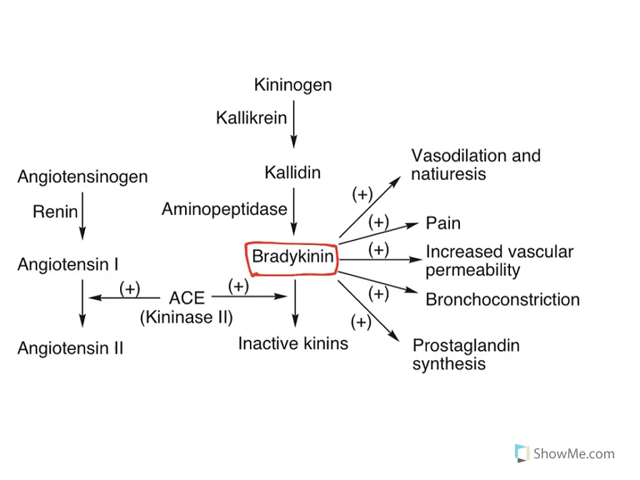 Kininogen
Kallikrein
Kallidin
Aminopeptidase
Bradykinin
Inactive kinins
Angiotensinogen
Renin
Angiotensin I
Angiotensin II
(+)
ACE
(+)
(Kininase II)
(+)
Vasodilation and
natiuresis
(+)
Pain
(+)
Increased vascular
permeability
(+)
Bronchoconstriction
(+)
Prostaglandin
synthesis
ShowMe.com